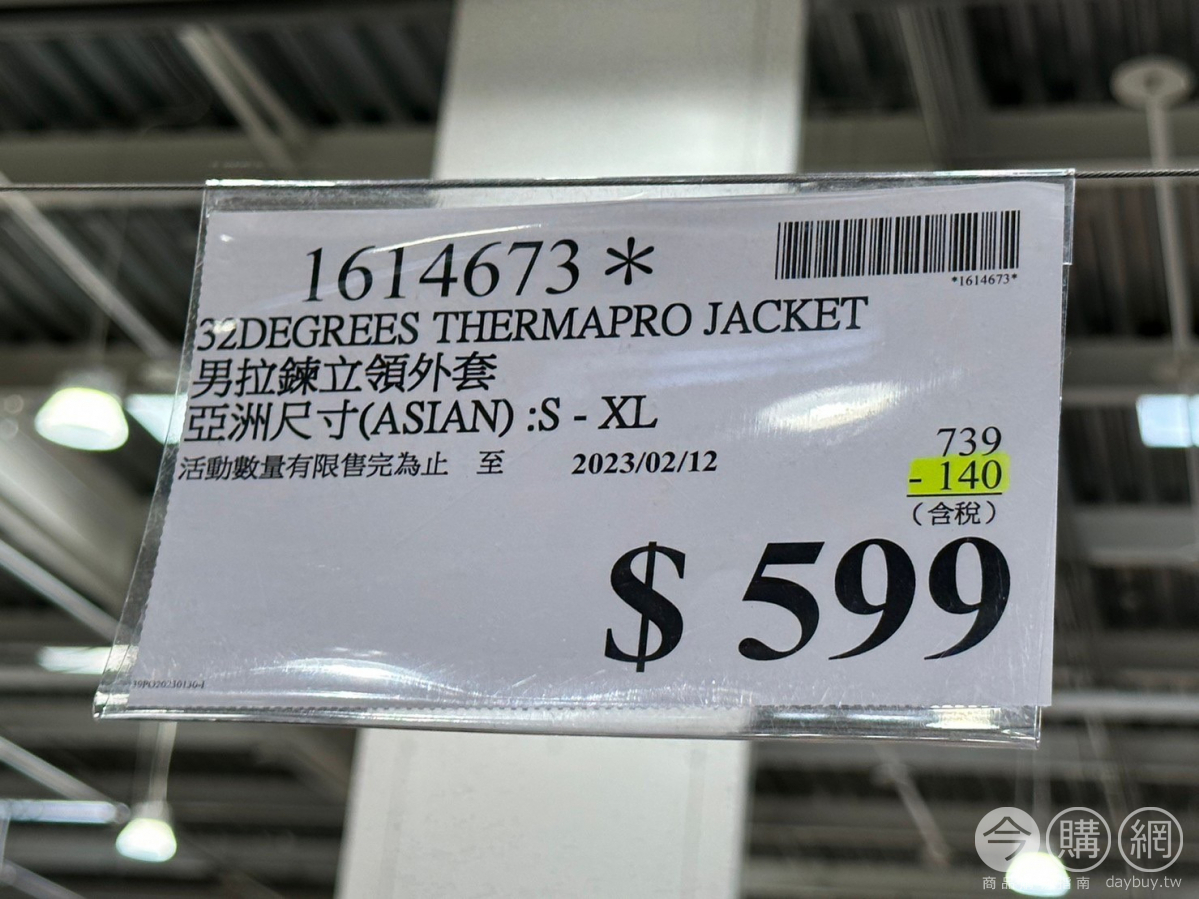 1614673*
*1614673*
32DEGREES THERMAPRO JACKET
男拉鍊立領外套
亞洲尺寸(ASIAN) :S - XL
活動數量有限售完為止 至 2023/02/12
739
- 140
(含稅)
$ 599
今購網
daybuy.tw